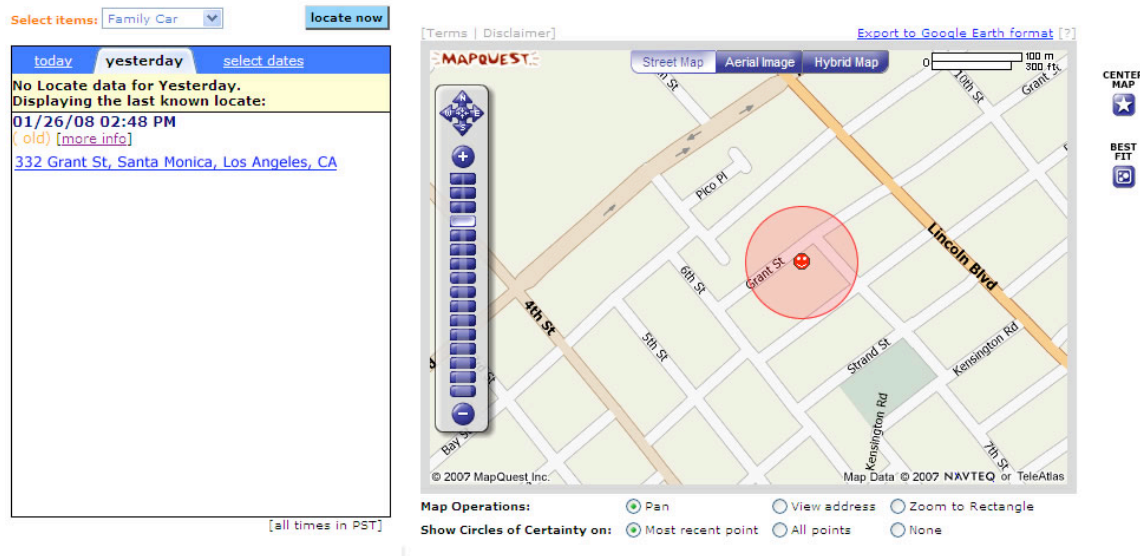 Select items: Family Car
locate now
today yesterday select dates
No Locate data for Yesterday.
Displaying the last known locate:
01/26/08 02:48 PM
( old) [more info]
332 Grant St, Santa Monica, Los Angeles, CA
[all times in PST]
[Terms | Disclaimer]
Export to Google Earth format [?]
MAPQUEST
Street Map Aerial Image Hybrid Map
0 100 m
300 ft
N
W E
S
+
−
St
10th St
Grant St
Pico Pl
Lincoln Blvd
Grant St
6th St
4th St
5th St
Strand St
Kensington Rd
Kensington Rd
Bay St
7th St
© 2007 MapQuest Inc.
Map Data © 2007 NAVTEQ or TeleAtlas
CENTER
MAP
BEST
FIT
Map Operations: Pan View address Zoom to Rectangle
Show Circles of Certainty on: Most recent point All points None